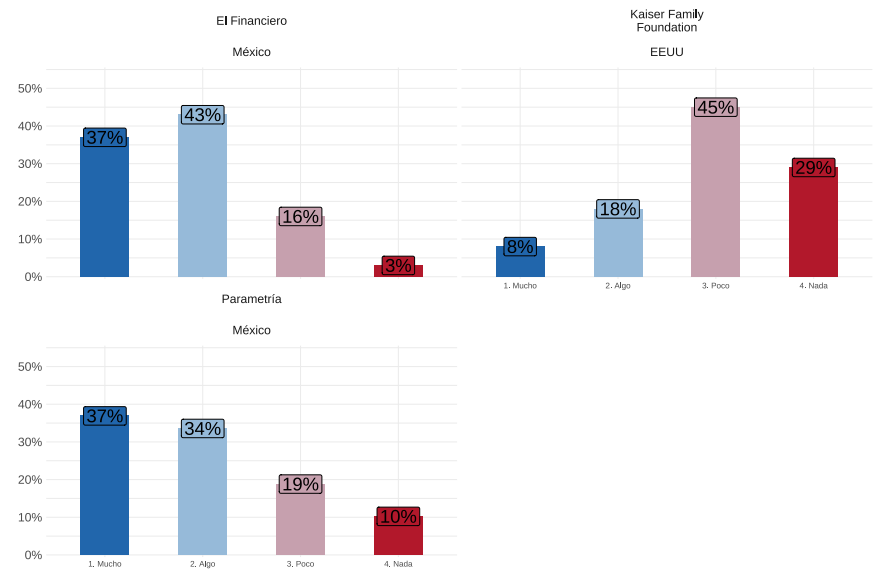 El Financiero
México
50%
40%
30%
20%
10%
0%
37%
43%
16%
3%
Kaiser Family
Foundation
EEUU
8%
18%
45%
29%
1. Mucho
2. Algo
3. Poco
4. Nada
Parametría
México
50%
40%
30%
20%
10%
0%
37%
34%
19%
10%
1. Mucho
2. Algo
3. Poco
4. Nada